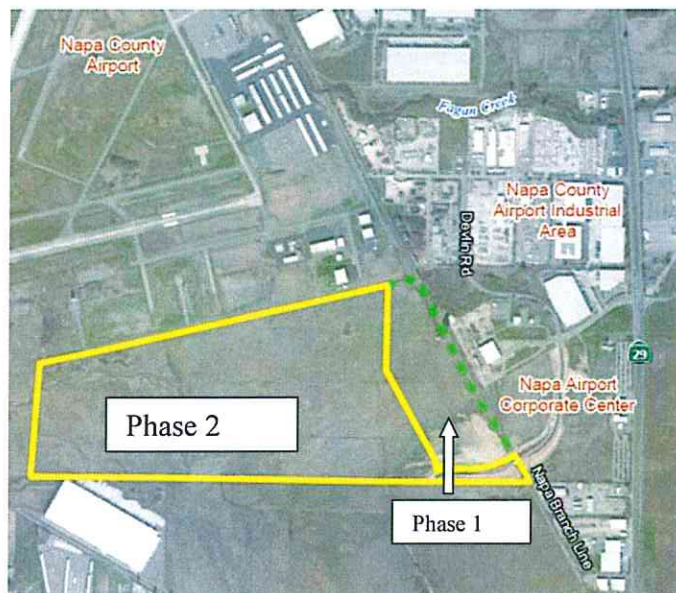 Napa County
Airport
Fagan Creek
Napa County
Airport Industrial
Area
Devlin Rd
29
Napa Airport
Corporate Center
Phase 2
Phase 1
Napa Branch Line